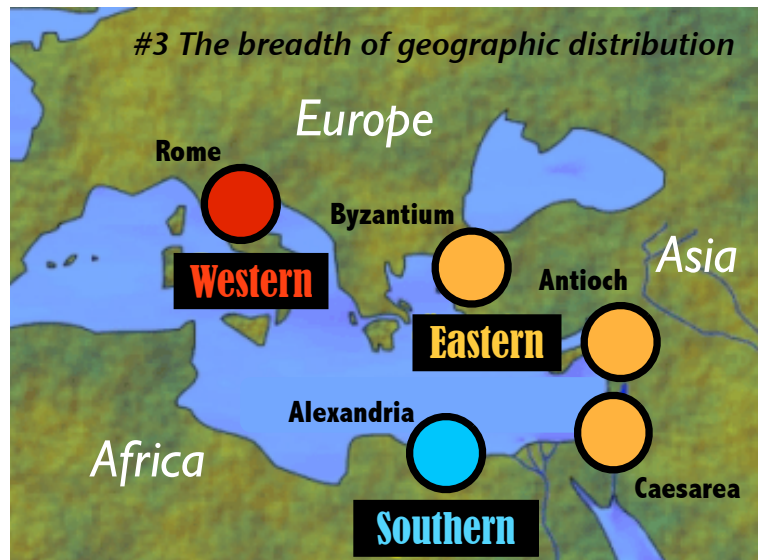 #3 The breadth of geographic distribution
Europe
Rome
Byzantium
Asia
Western
Antioch
Eastern
Alexandria
Africa
Caesarea
Southern